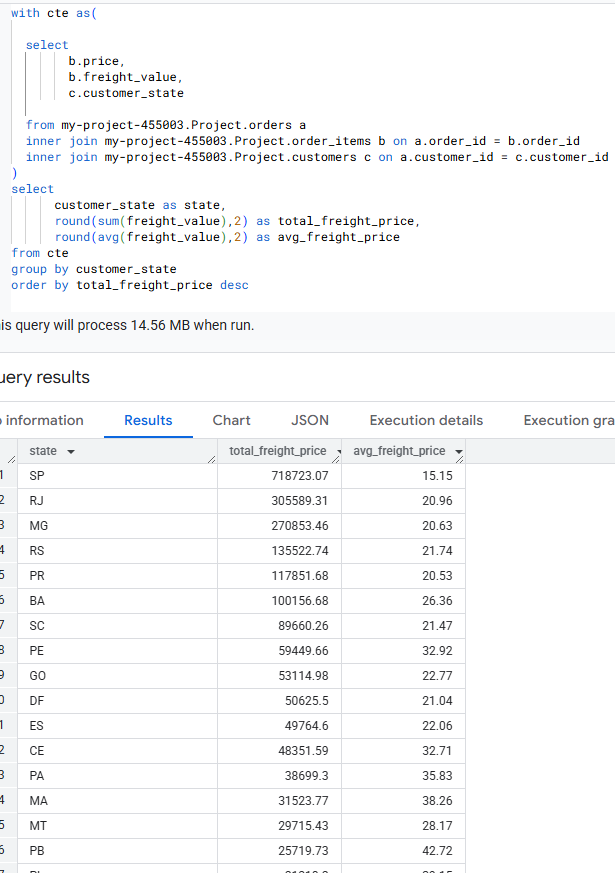 with cte as(
select
b.price,
b.freight_value,
c.customer_state
from my-project-455003.Project.orders a
inner join my-project-455003.Project.order_items b on a.order_id = b.order_id
inner join my-project-455003.Project.customers c on a.customer_id = c.customer_id
)
select
customer_state as state,
round(sum(freight_value),2) as total_freight_price,
round(avg(freight_value),2) as avg_freight_price
from cte
group by customer_state
order by total_freight_price desc
is query will process 14.56 MB when run.
uery results
information Results Chart JSON Execution details Execution gra
state total_freight_price avg_freight_price
1 SP 718723.07 15.15
2 RJ 305589.31 20.96
3 MG 270853.46 20.63
4 RS 135522.74 21.74
5 PR 117851.68 20.53
6 BA 100156.68 26.36
7 SC 89660.26 21.47
8 PE 59449.66 32.92
9 GO 53114.98 22.77
0 DF 50625.5 21.04
1 ES 49764.6 22.06
2 CE 48351.59 32.71
3 PA 38699.3 35.83
4 MA 31523.77 38.26
5 MT 29715.43 28.17
6 PB 25719.73 42.72